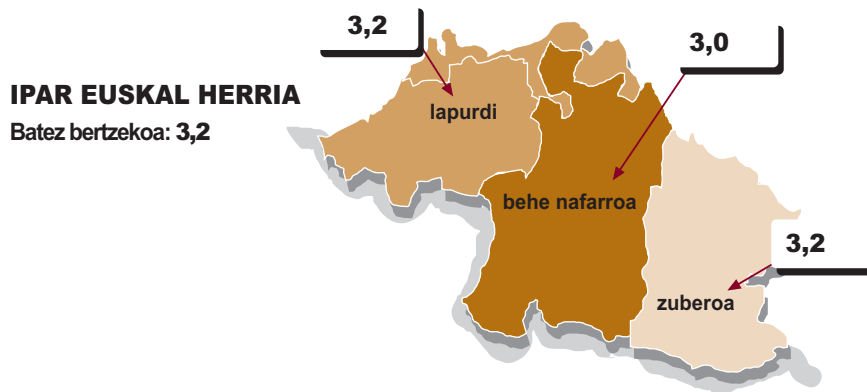 3,2
3,0
IPAR EUSKAL HERRIA
Batez bertzekoa: 3,2
lapurdi
behe nafarroa
3,2
zuberoa